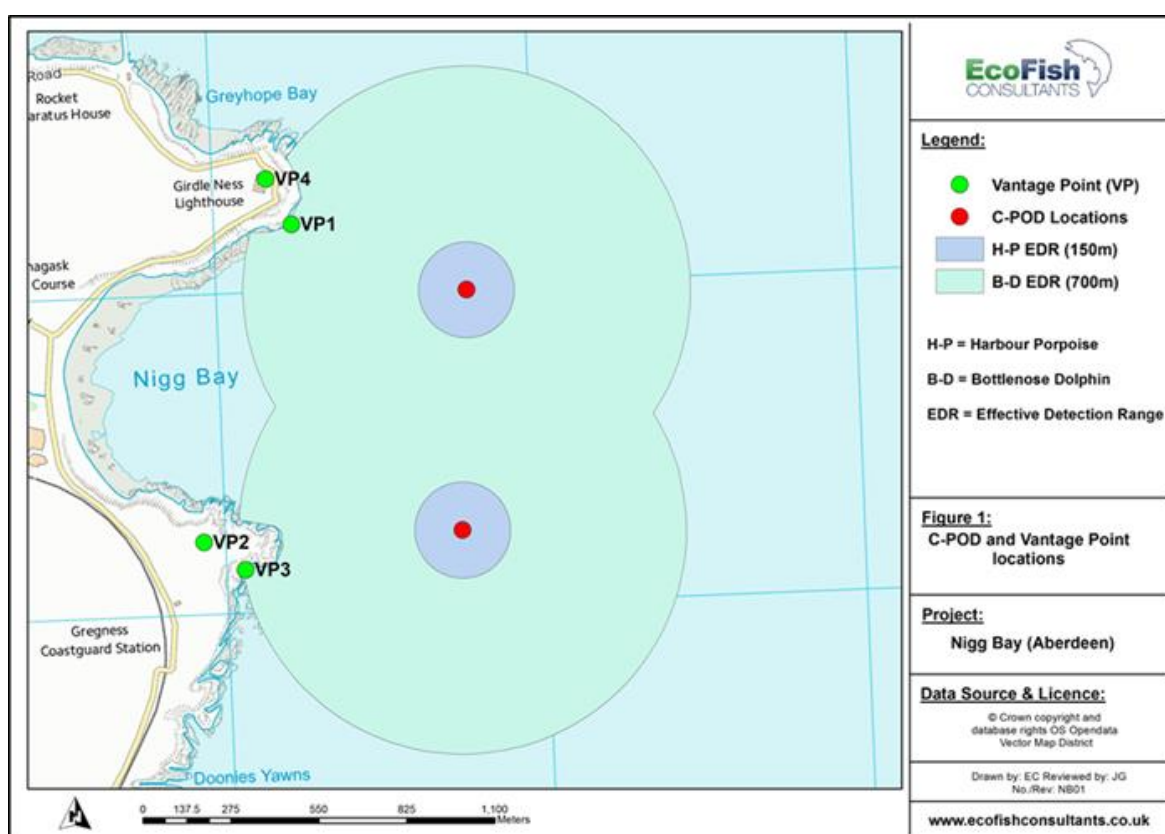 Road
Rocket
aratus House
Greyhope Bay
Girdle Ness
Lighthouse
VP4
VP1
nagask
Course
Nigg Bay
VP2
VP3
Gregness
Coastguard Station
Doonies Yawns
0 137.5 275 550 825 1,100
Meters
EcoFish
CONSULTANTS
Legend:
Vantage Point (VP)
C-POD Locations
H-P EDR (150m)
B-D EDR (700m)
H-P = Harbour Porpoise
B-D = Bottlenose Dolphin
EDR = Effective Detection Range
Figure 1:
C-POD and Vantage Point
locations
Project:
Nigg Bay (Aberdeen)
Data Source & Licence:
© Crown copyright and
database rights OS Opendata
Vector Map District
Drawn by: EC Reviewed by: JG
No./Rev: NB01
www.ecofishconsultants.co.uk